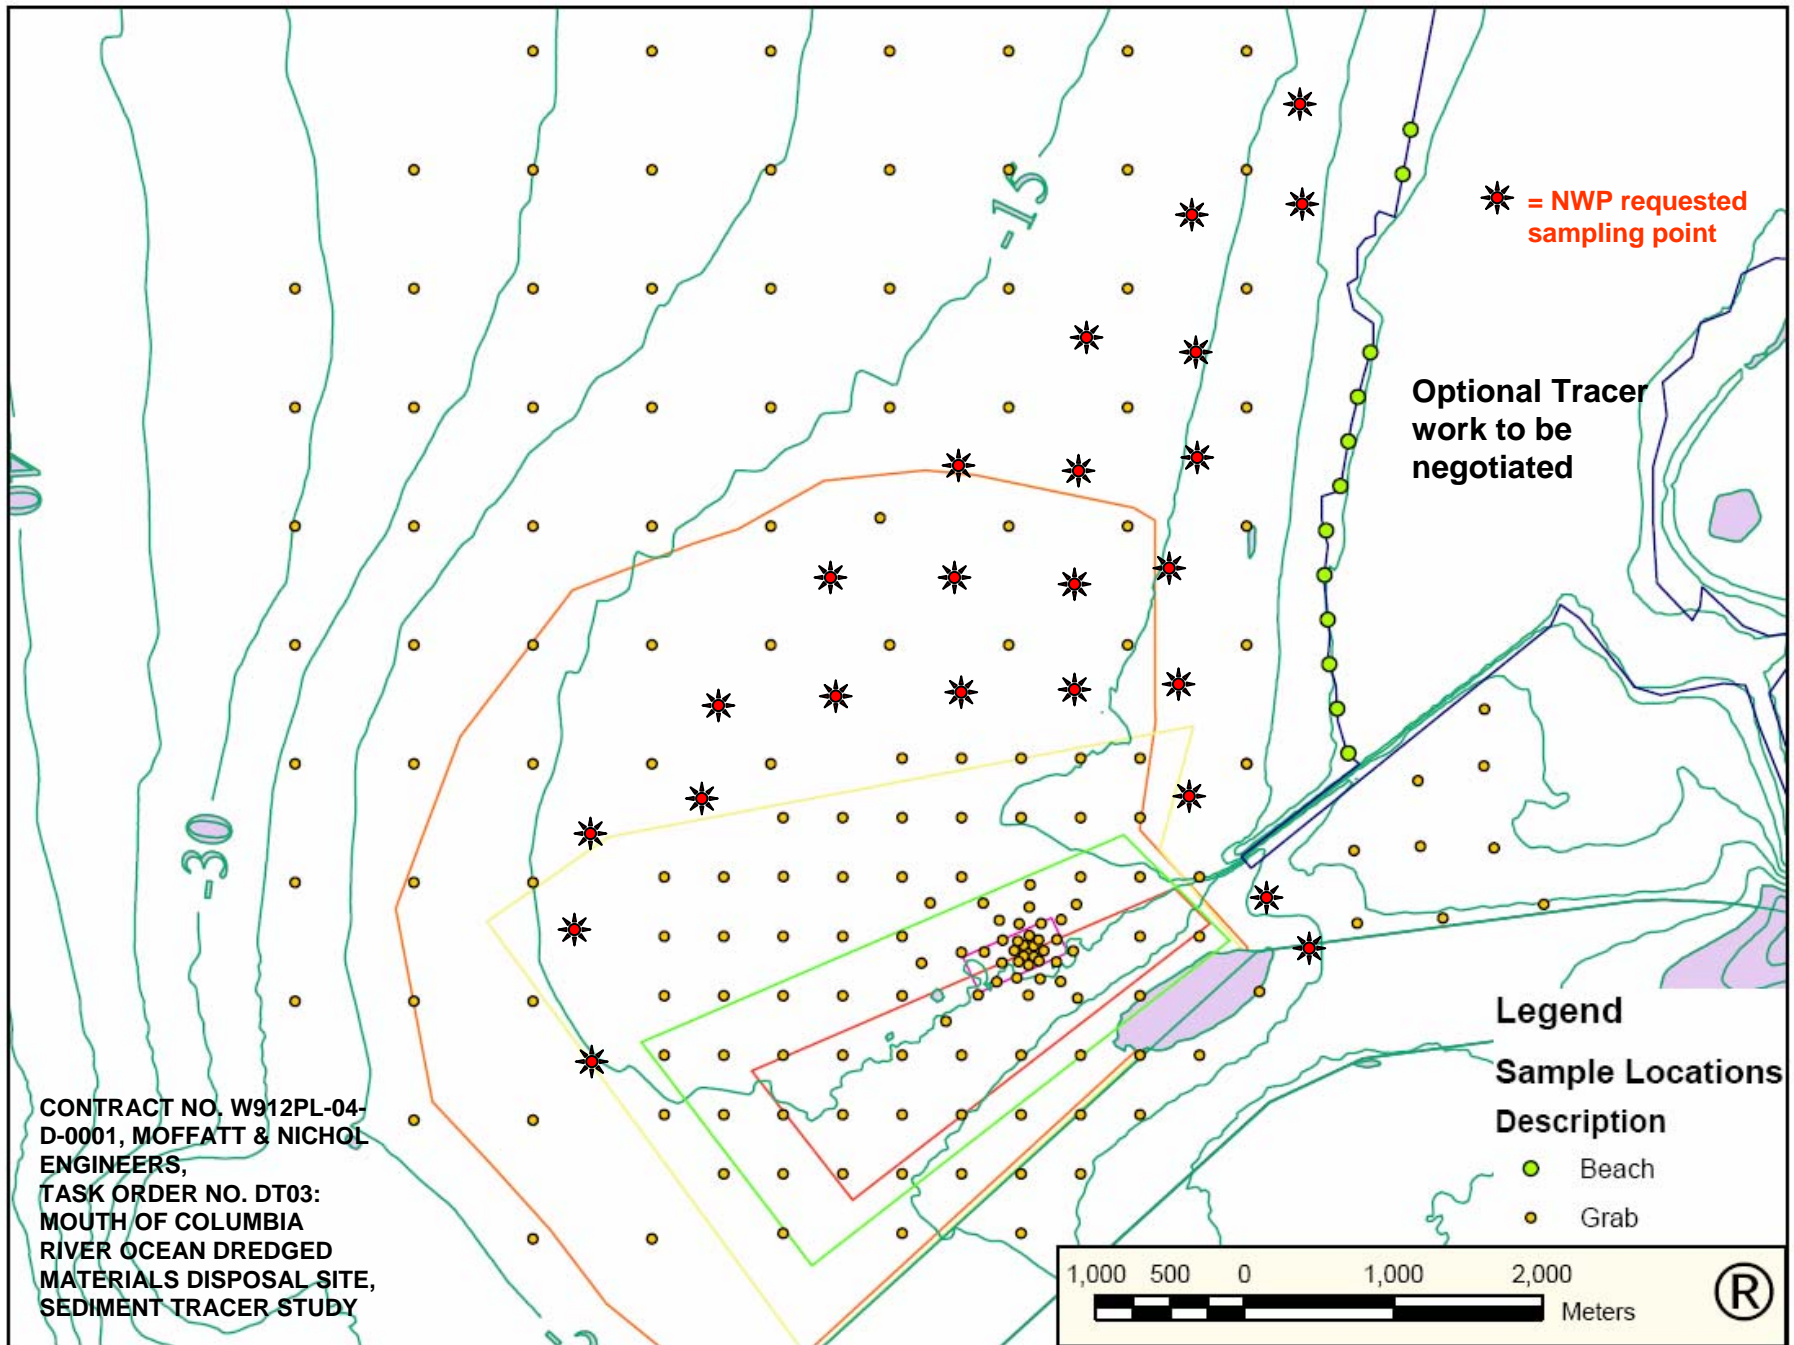 -15
= NWP requested
sampling point
Optional Tracer
work to be
negotiated
-30
CONTRACT NO. W912PL-04-
D-0001, MOFFATT & NICHOL
ENGINEERS,
TASK ORDER NO. DT03:
MOUTH OF COLUMBIA
RIVER OCEAN DREDGED
MATERIALS DISPOSAL SITE,
SEDIMENT TRACER STUDY
Legend
Sample Locations
Description
Beach
Grab
1,000 500 0 1,000 2,000
Meters
®